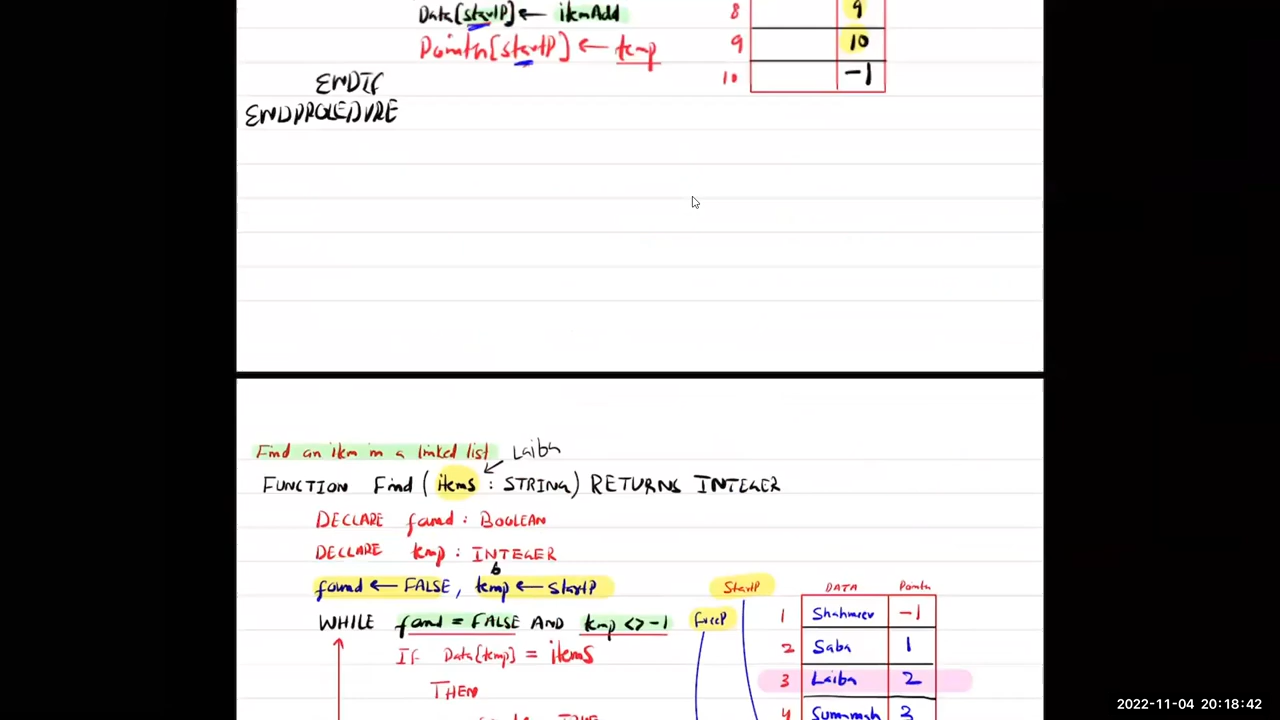 Data[startP] ← itemAdd 8 9
Pointer[startP] ← temp 9 10
10 -1
ENDIF
ENDPROCEDURE
Find an item in a linked list Laiba
FUNCTION Find ( itemS : STRING) RETURNS INTEGER
DECLARE found : BOOLEAN
DECLARE temp : INTEGER
6
found ← FALSE, temp ← startP StartP DATA Pointer
WHILE found = FALSE AND temp <> -1 freeP 1 Shahmeer -1
IF Data[temp] = itemS 2 Saba 1
THEN 3 Laiba 2
4 3
2022-11-04 20:18:42